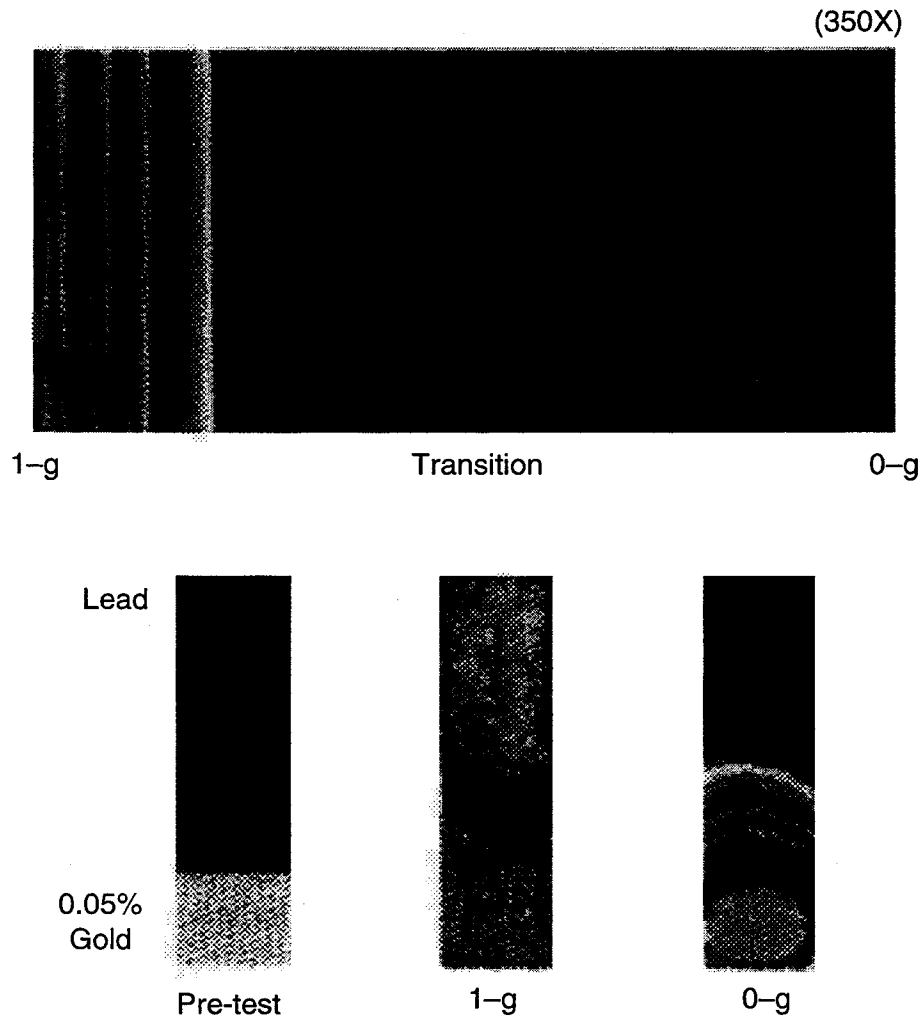 (350X)
1–g Transition 0–g
Lead
0.05%
Gold
Pre-test 1–g 0–g